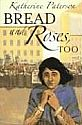 Katherine Paterson
BREAD
and Roses,
TOO